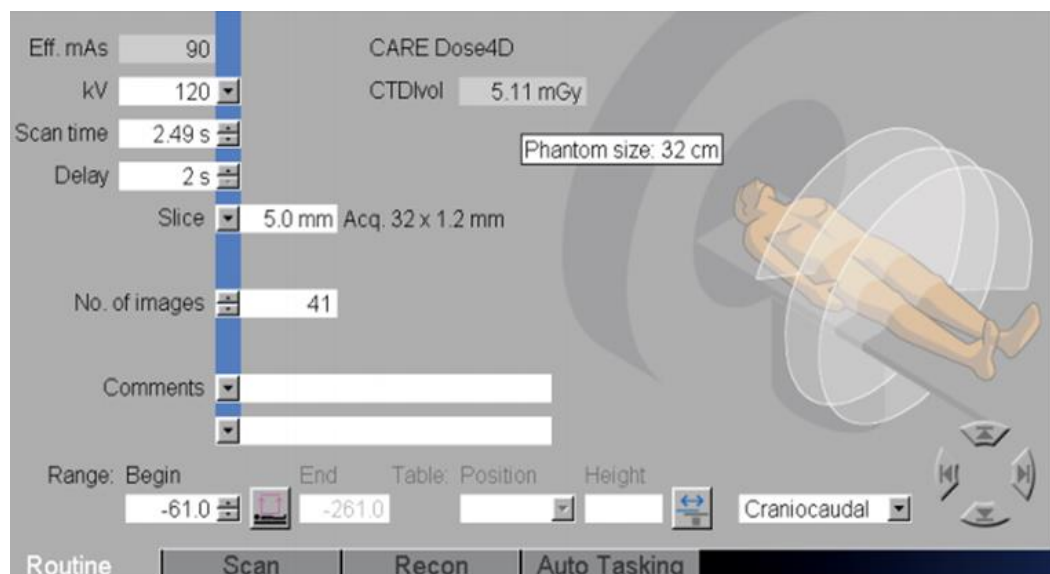 Eff. mAs 90 CARE Dose4D
kV 120 CTDIvol 5.11 mGy
Scan time 2.49 s
Phantom size: 32 cm
Delay 2 s
Slice 5.0 mm Acq. 32 x 1.2 mm
No. of images 41
Comments
Range: Begin End Table: Position Height
-61.0 -261.0 Craniocaudal
Routine Scan Recon Auto Tasking